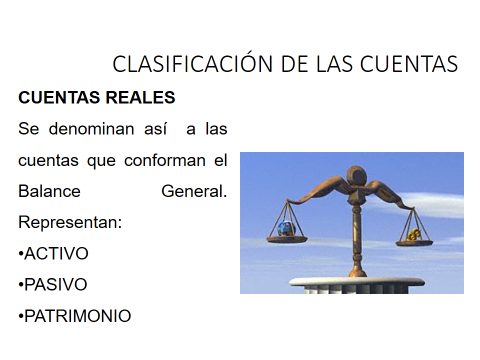 CLASIFICACIÓN DE LAS CUENTAS
CUENTAS REALES
Se denominan así a las
cuentas que conforman el
Balance General.
Representan:
•ACTIVO
•PASIVO
•PATRIMONIO